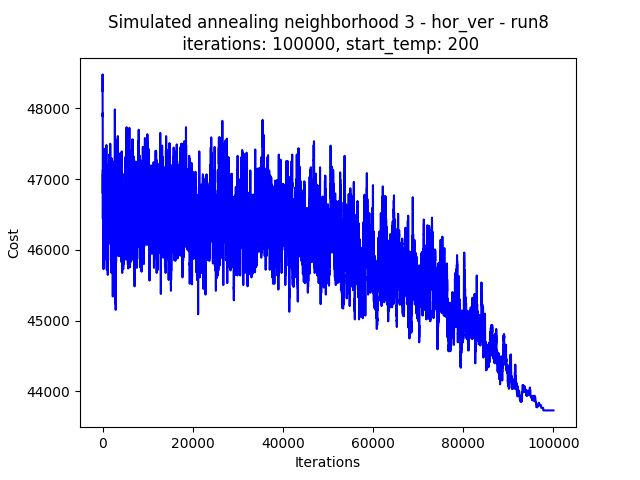 Simulated annealing neighborhood 3 - hor_ver - run8
iterations: 100000, start_temp: 200
48000
47000
46000
45000
44000
Cost
0 20000 40000 60000 80000 100000
Iterations